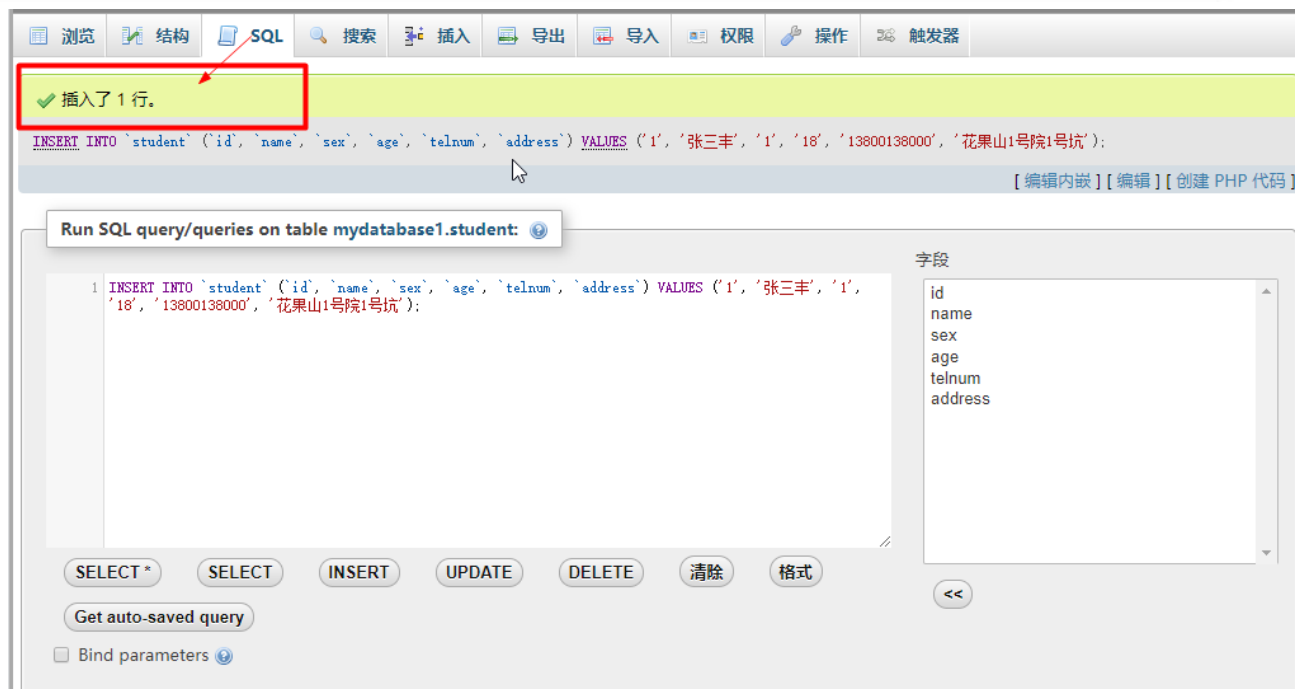 浏览 结构 SQL 搜索 插入 导出 导入 权限 操作 触发器
插入了 1 行。
INSERT INTO `student` (`id`, `name`, `sex`, `age`, `telnum`, `address`) VALUES ('1', '张三丰', '1', '18', '13800138000', '花果山1号院1号坑');
[ 编辑内嵌 ] [ 编辑 ] [ 创建 PHP 代码 ]
Run SQL query/queries on table mydatabase1.student:
1 INSERT INTO `student` (`id`, `name`, `sex`, `age`, `telnum`, `address`) VALUES ('1', '张三丰', '1',
'18', '13800138000', '花果山1号院1号坑');
字段
id
name
sex
age
telnum
address
SELECT * SELECT INSERT UPDATE DELETE 清除 格式
<<
Get auto-saved query
Bind parameters